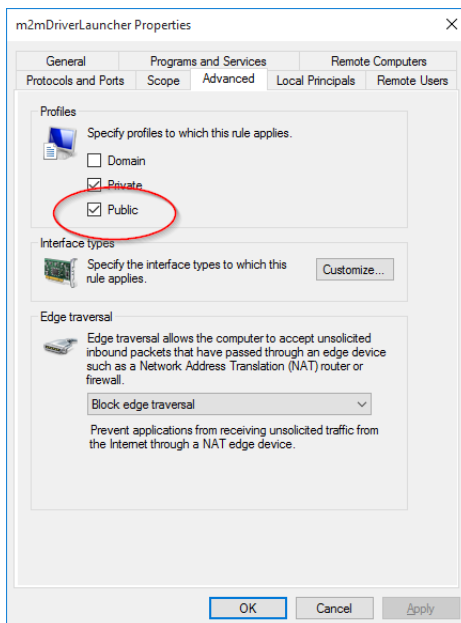 m2mDriverLauncher Properties
General Programs and Services Remote Computers
Protocols and Ports Scope Advanced Local Principals Remote Users
Profiles
Specify profiles to which this rule applies.
Domain
Private
Public
Interface types
Specify the interface types to which this
rule applies.
Customize...
Edge traversal
Edge traversal allows the computer to accept unsolicited
inbound packets that have passed through an edge device
such as a Network Address Translation (NAT) router or
firewall.
Block edge traversal
Prevent applications from receiving unsolicited traffic from
the Internet through a NAT edge device.
OK Cancel Apply